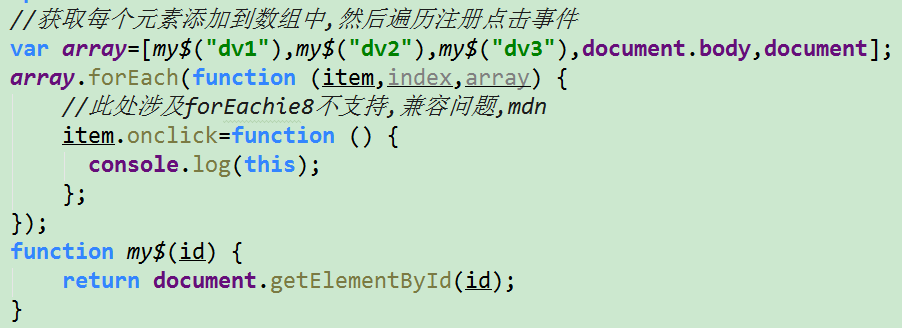 //获取每个元素添加到数组中,然后遍历注册点击事件
var array=[my$("dv1"),my$("dv2"),my$("dv3"),document.body,document];
array.forEach(function (item,index,array) {
    //此处涉及forEachie8不支持,兼容问题,mdn
    item.onclick=function () {
      console.log(this);
    };
});
function my$(id) {
    return document.getElementById(id);
}